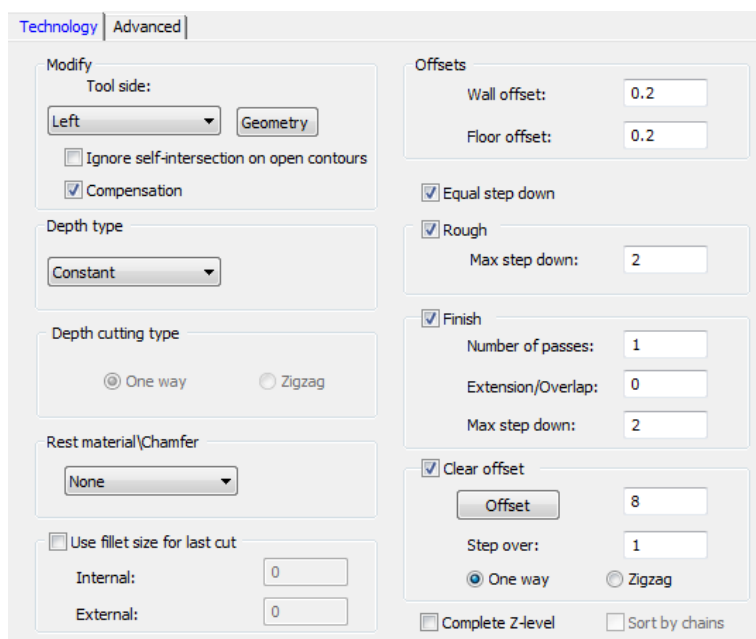 Technology
Advanced
Modify
Tool side:
Left
Geometry
Ignore self-intersection on open contours
Compensation
Depth type
Constant
Depth cutting type
One way
Zigzag
Rest material\Chamfer
None
Use fillet size for last cut
Internal:
0
External:
0
Offsets
Wall offset:
0.2
Floor offset:
0.2
Equal step down
Rough
Max step down:
2
Finish
Number of passes:
1
Extension/Overlap:
0
Max step down:
2
Clear offset
Offset
8
Step over:
1
One way
Zigzag
Complete Z-level
Sort by chains